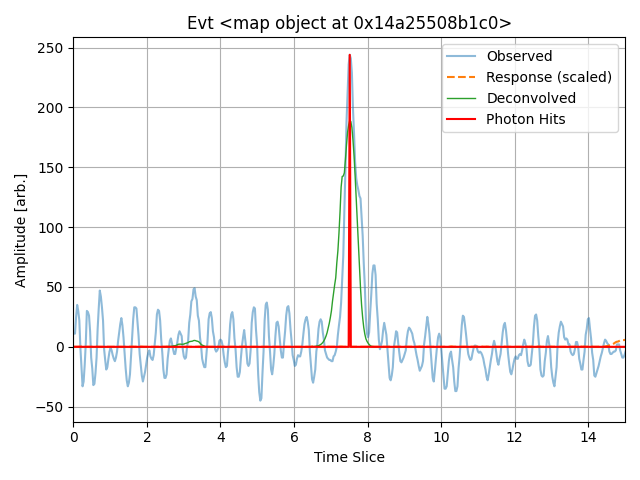 Evt <map object at 0x14a25508b1c0>
Observed
Response (scaled)
Deconvolved
Photon Hits
Amplitude [arb.]
250
200
150
100
50
0
−50
0 2 4 6 8 10 12 14
Time Slice